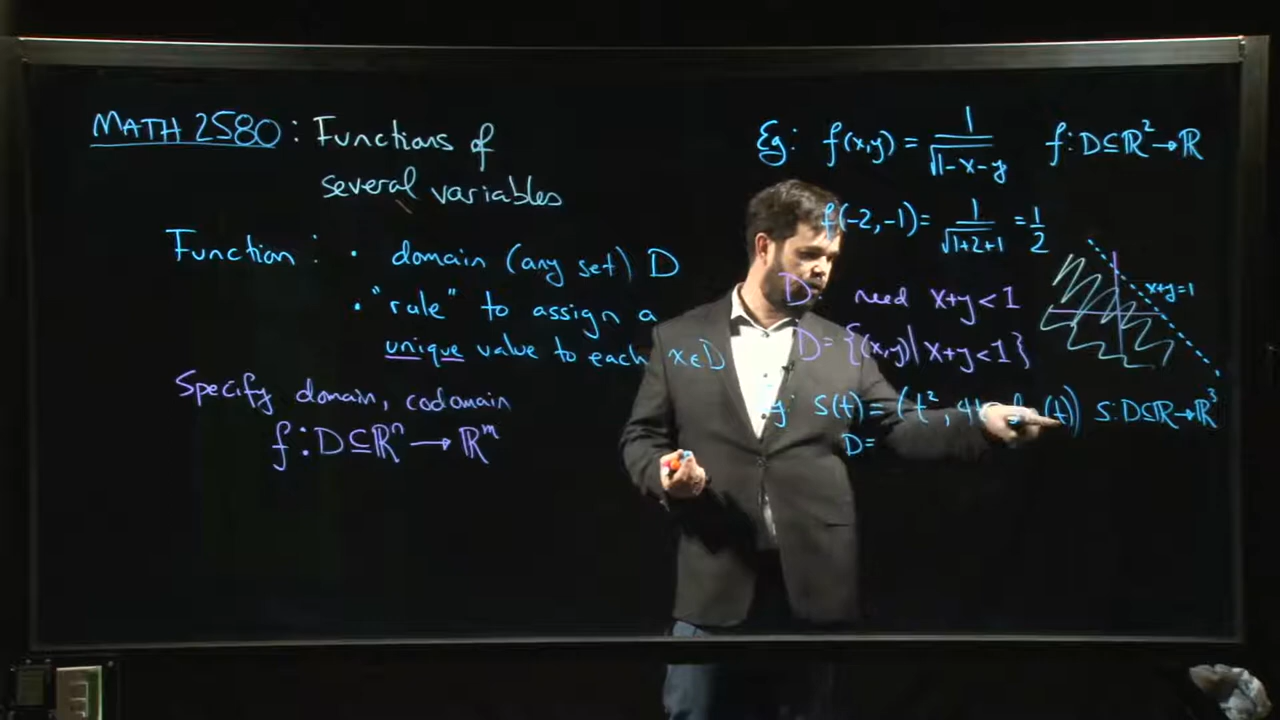 MATH 2580: Functions of
several variables
Function: • domain (any set) D
• "rule" to assign a
unique value to each x∈D
Specify domain, codomain
f: D⊆ℝⁿ → ℝᵐ
Eg: f(x,y) = 1/√(1-x-y) f: D⊆ℝ²→ℝ
f(-2,-1) = 1/√(1+2+1) = 1/2
D: need x+y<1
D = {(x,y)| x+y<1}
x+y=1
s(t) = (t², (t)) s: D⊆ℝ→ℝ³
D=